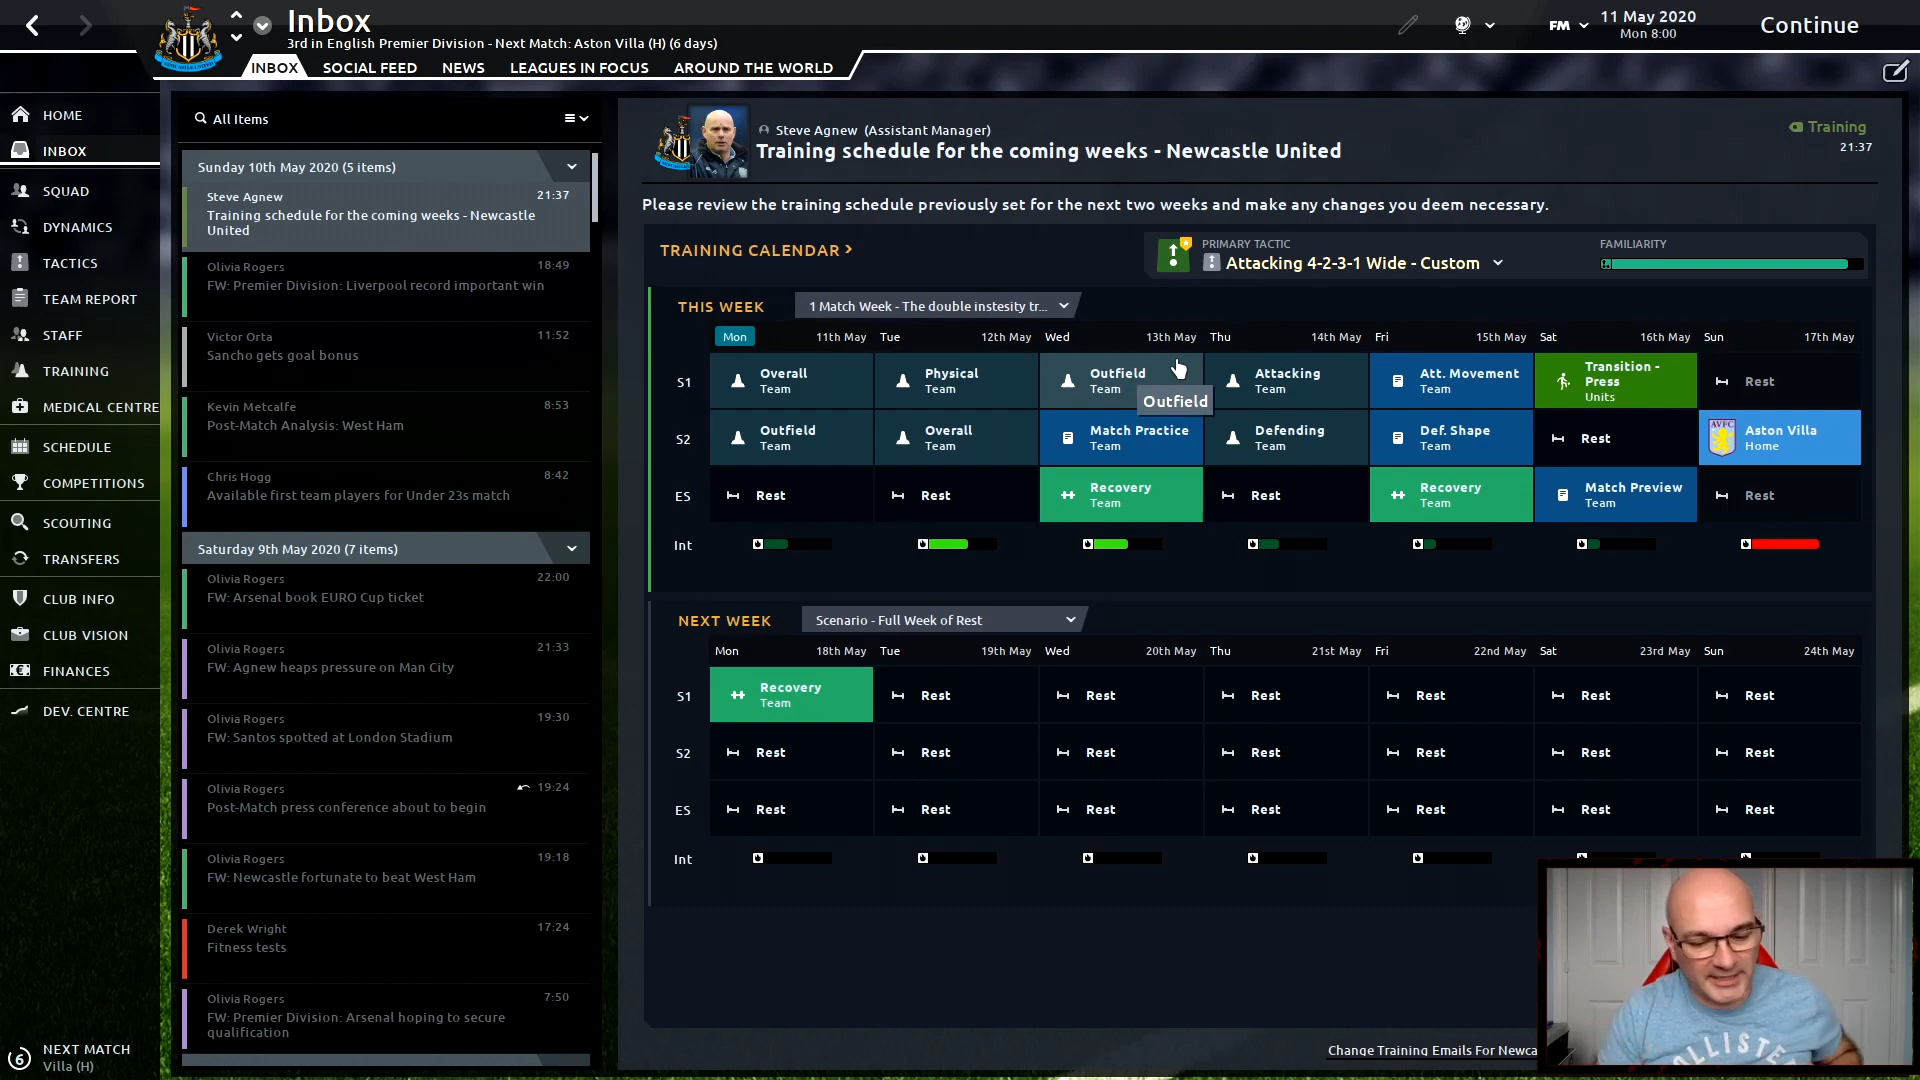 Inbox
3rd in English Premier Division - Next Match: Aston Villa (H) (6 days)
FM
11 May 2020
Mon 8:00
Continue
INBOX
SOCIAL FEED
NEWS
LEAGUES IN FOCUS
AROUND THE WORLD
HOME
INBOX
SQUAD
DYNAMICS
TACTICS
TEAM REPORT
STAFF
TRAINING
MEDICAL CENTRE
SCHEDULE
COMPETITIONS
SCOUTING
TRANSFERS
CLUB INFO
CLUB VISION
FINANCES
DEV. CENTRE
6
NEXT MATCH
Villa (H)
All Items
Sunday 10th May 2020 (5 items)
Steve Agnew 21:37
Training schedule for the coming weeks - Newcastle
United
Olivia Rogers 18:49
FW: Premier Division: Liverpool record important win
Victor Orta 11:52
Sancho gets goal bonus
Kevin Metcalfe 8:53
Post-Match Analysis: West Ham
Chris Hogg 8:42
Available first team players for Under 23s match
Saturday 9th May 2020 (7 items)
Olivia Rogers 22:00
FW: Arsenal book EURO Cup ticket
Olivia Rogers 21:33
FW: Agnew heaps pressure on Man City
Olivia Rogers 19:30
FW: Santos spotted at London Stadium
Olivia Rogers 19:24
Post-Match press conference about to begin
Olivia Rogers 19:18
FW: Newcastle fortunate to beat West Ham
Derek Wright 17:24
Fitness tests
Olivia Rogers 7:50
FW: Premier Division: Arsenal hoping to secure
qualification
Steve Agnew (Assistant Manager)
Training schedule for the coming weeks - Newcastle United
Training
21:37
Please review the training schedule previously set for the next two weeks and make any changes you deem necessary.
TRAINING CALENDAR >
PRIMARY TACTIC
Attacking 4-2-3-1 Wide - Custom
FAMILIARITY
THIS WEEK
1 Match Week - The double instesity tr...
Mon 11th May Tue 12th May Wed 13th May Thu 14th May Fri 15th May Sat 16th May Sun 17th May
S1
Overall
Team
Physical
Team
Outfield
Team
Attacking
Team
Att. Movement
Team
Transition -
Press
Units
Rest
Outfield
S2
Outfield
Team
Overall
Team
Match Practice
Team
Defending
Team
Def. Shape
Team
Rest
AVFC
Aston Villa
Home
ES
Rest
Rest
Recovery
Team
Rest
Recovery
Team
Match Preview
Team
Rest
Int
NEXT WEEK
Scenario - Full Week of Rest
Mon 18th May Tue 19th May Wed 20th May Thu 21st May Fri 22nd May Sat 23rd May Sun 24th May
S1
Recovery
Team
Rest
Rest
Rest
Rest
Rest
Rest
S2
Rest
Rest
Rest
Rest
Rest
Rest
Rest
ES
Rest
Rest
Rest
Rest
Rest
Rest
Rest
Int
Change Training Emails For Newca